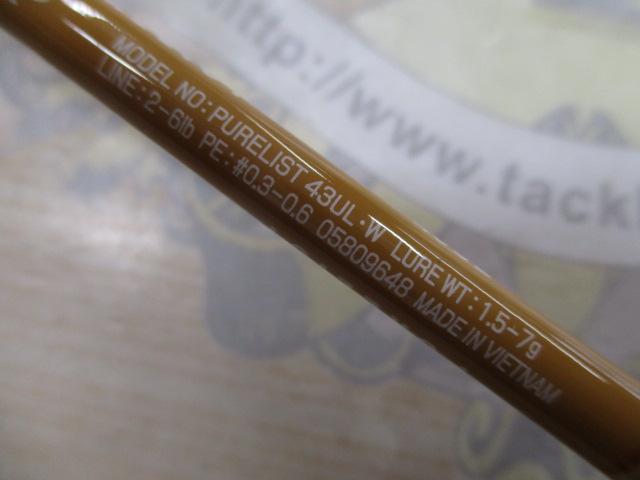 http://www.tackl
MODEL NO: PURELIST 43UL·W LURE WT: 1.5-7g
LINE: 2-6lb PE: #0.3-0.6 05809648 MADE IN VIETNAM